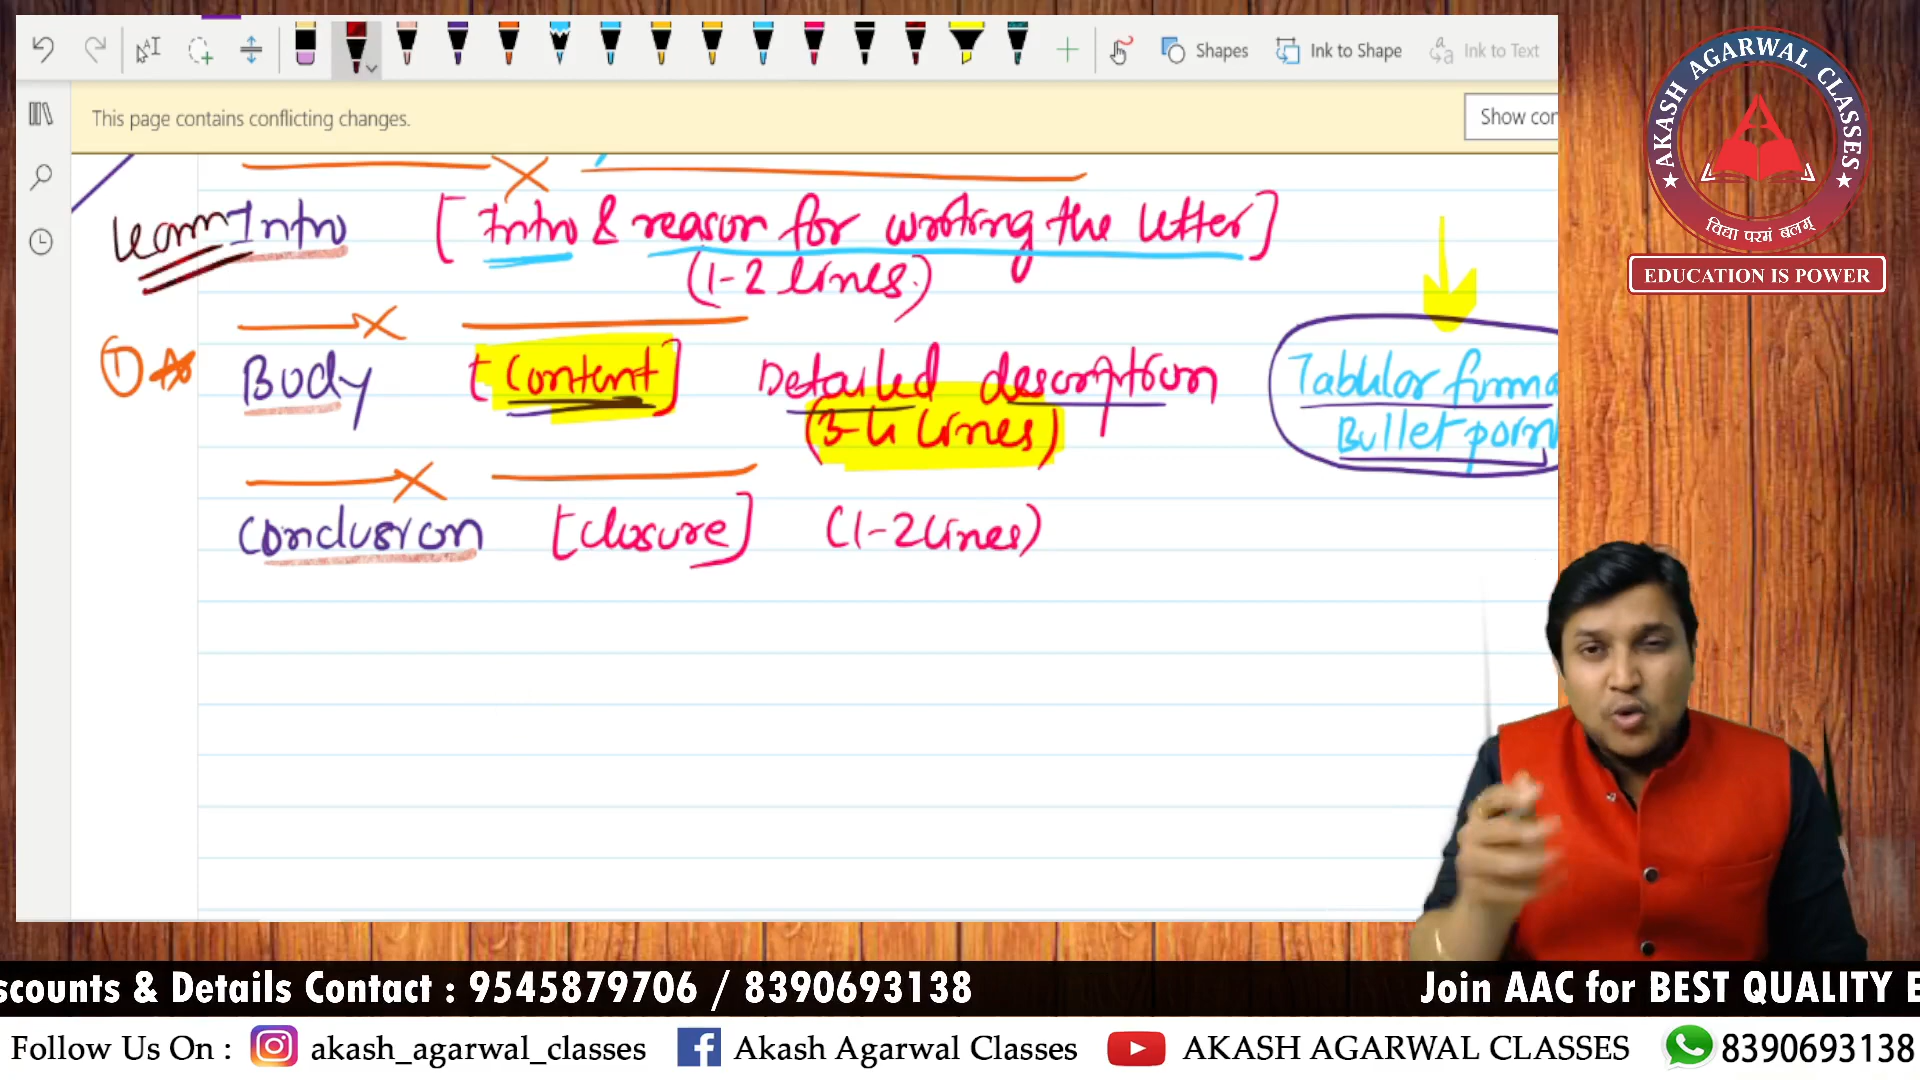 Shapes
Ink to Shape
Ink to Text
This page contains conflicting changes.
Show con
Learn Intro [Intro & reason for writing the letter]
(1-2 lines.)
① Body [Content] Detailed description
(3-4 lines)
Tabular forma
Bullet poin
Conclusion [closure] (1-2 lines)
AKASH AGARWAL CLASSES
विद्या परमं बलम्
EDUCATION IS POWER
scounts & Details Contact : 9545879706 / 8390693138
Join AAC for BEST QUALITY E
Follow Us On : akash_agarwal_classes Akash Agarwal Classes AKASH AGARWAL CLASSES 8390693138